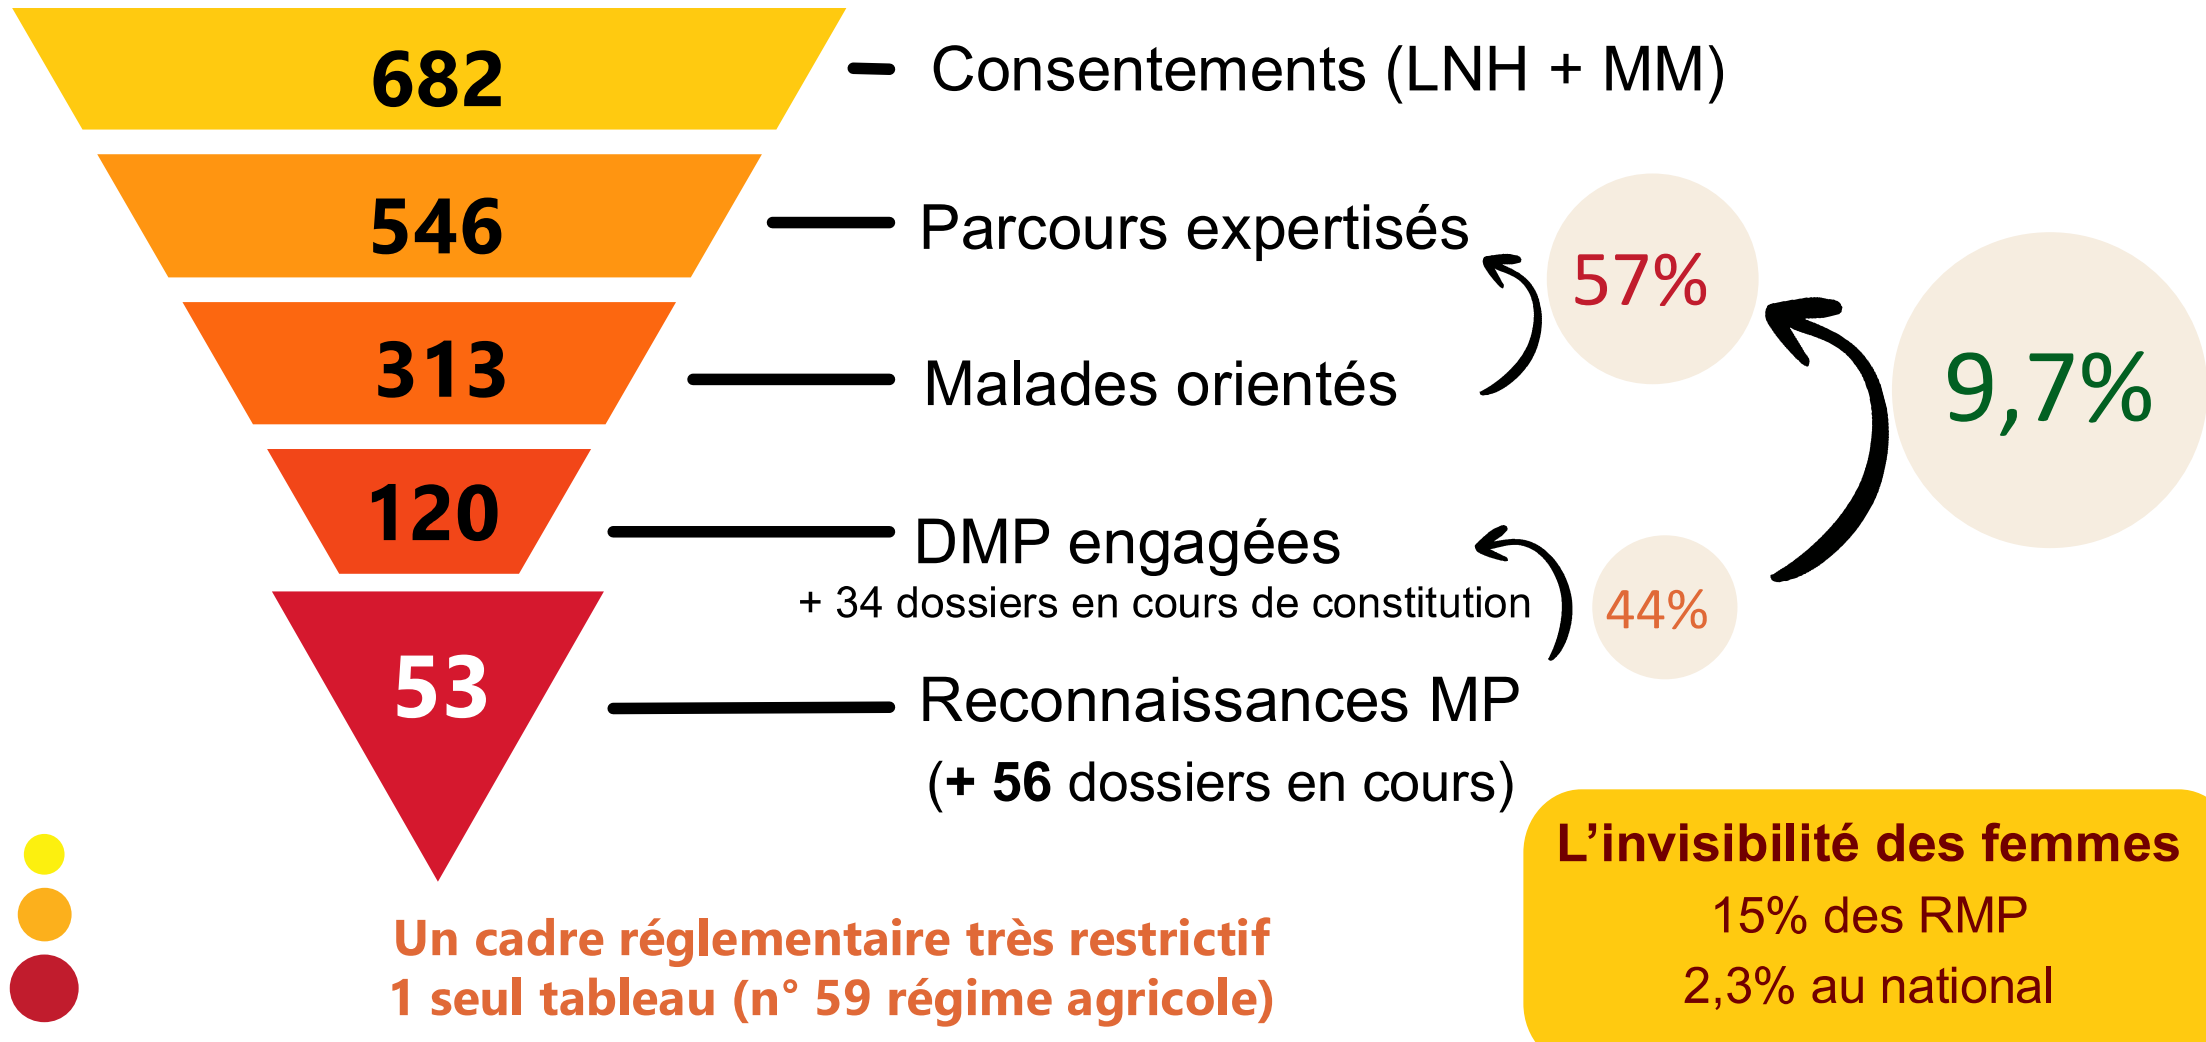 682
Consentements (LNH + MM)
546
Parcours expertisés
57%
313
Malades orientés
9,7%
120
DMP engagées
+ 34 dossiers en cours de constitution
44%
53
Reconnaissances MP
(+ 56 dossiers en cours)
L’invisibilité des femmes
15% des RMP
2,3% au national
Un cadre réglementaire très restrictif
1 seul tableau (n° 59 régime agricole)